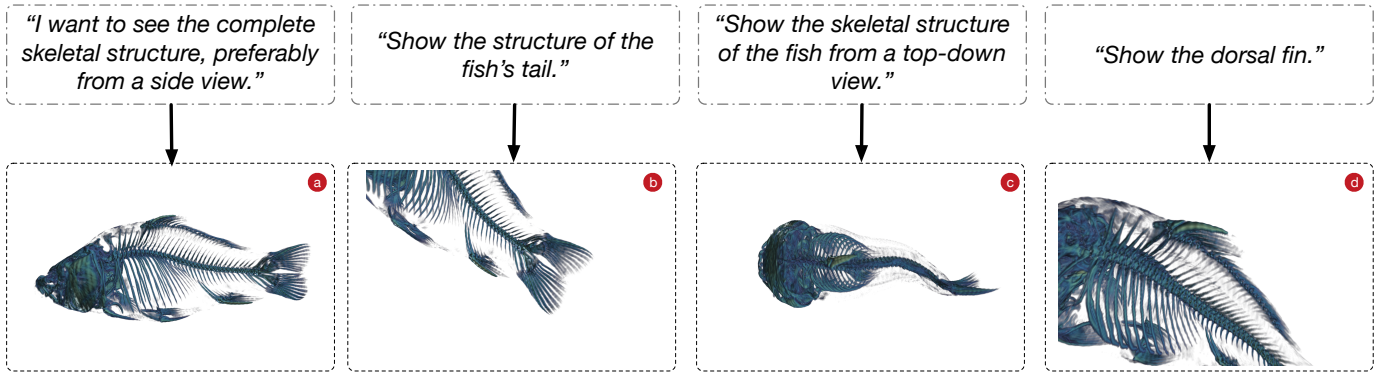 “I want to see the complete
skeletal structure, preferably
from a side view.”
“Show the structure of the
fish’s tail.”
“Show the skeletal structure
of the fish from a top-down
view.”
“Show the dorsal fin.”
a
b
c
d